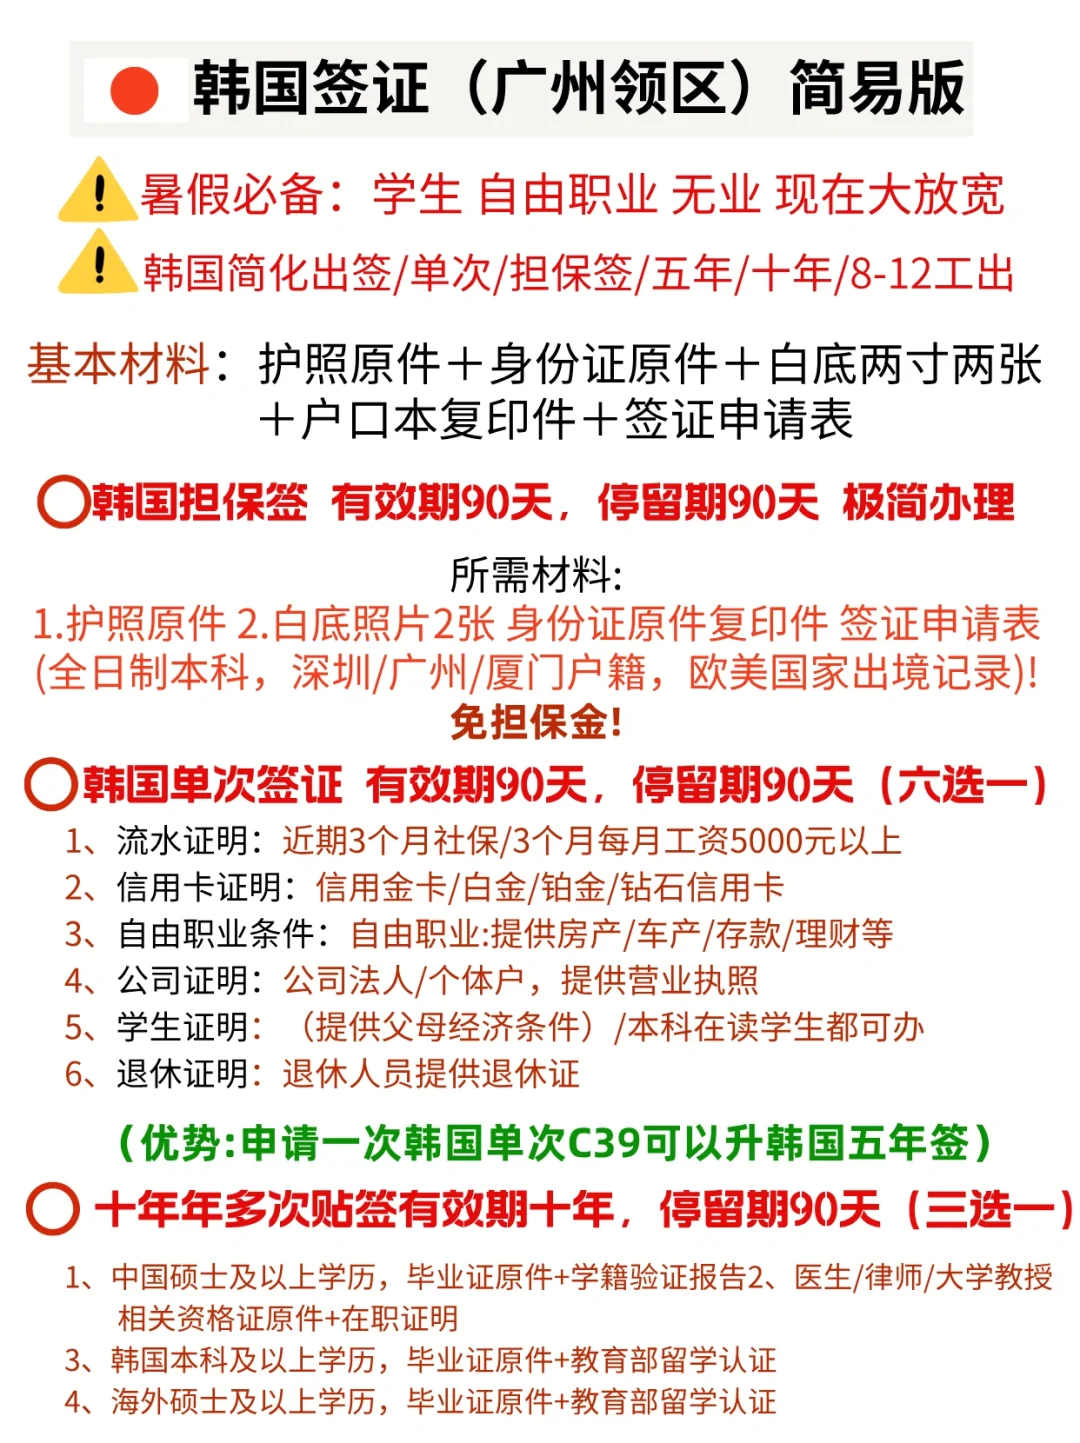 韩国签证（广州领区）简易版
暑假必备：学生 自由职业 无业 现在大放宽
韩国简化出签/单次/担保签/五年/十年/8-12工出
基本材料：护照原件＋身份证原件＋白底两寸两张
＋户口本复印件＋签证申请表
韩国担保签 有效期90天，停留期90天 极简办理
所需材料:
1.护照原件 2.白底照片2张 身份证原件复印件 签证申请表
(全日制本科，深圳/广州/厦门户籍，欧美国家出境记录)!
免担保金!
韩国单次签证 有效期90天，停留期90天（六选一）
1、流水证明：近期3个月社保/3个月每月工资5000元以上
2、信用卡证明：信用金卡/白金/铂金/钻石信用卡
3、自由职业条件：自由职业:提供房产/车产/存款/理财等
4、公司证明：公司法人/个体户，提供营业执照
5、学生证明：（提供父母经济条件）/本科在读学生都可办
6、退休证明：退休人员提供退休证
（优势:申请一次韩国单次C39可以升韩国五年签）
十年年多次贴签有效期十年，停留期90天（三选一）
1、中国硕士及以上学历，毕业证原件+学籍验证报告2、医生/律师/大学教授
相关资格证原件+在职证明
3、韩国本科及以上学历，毕业证原件+教育部留学认证
4、海外硕士及以上学历，毕业证原件+教育部留学认证